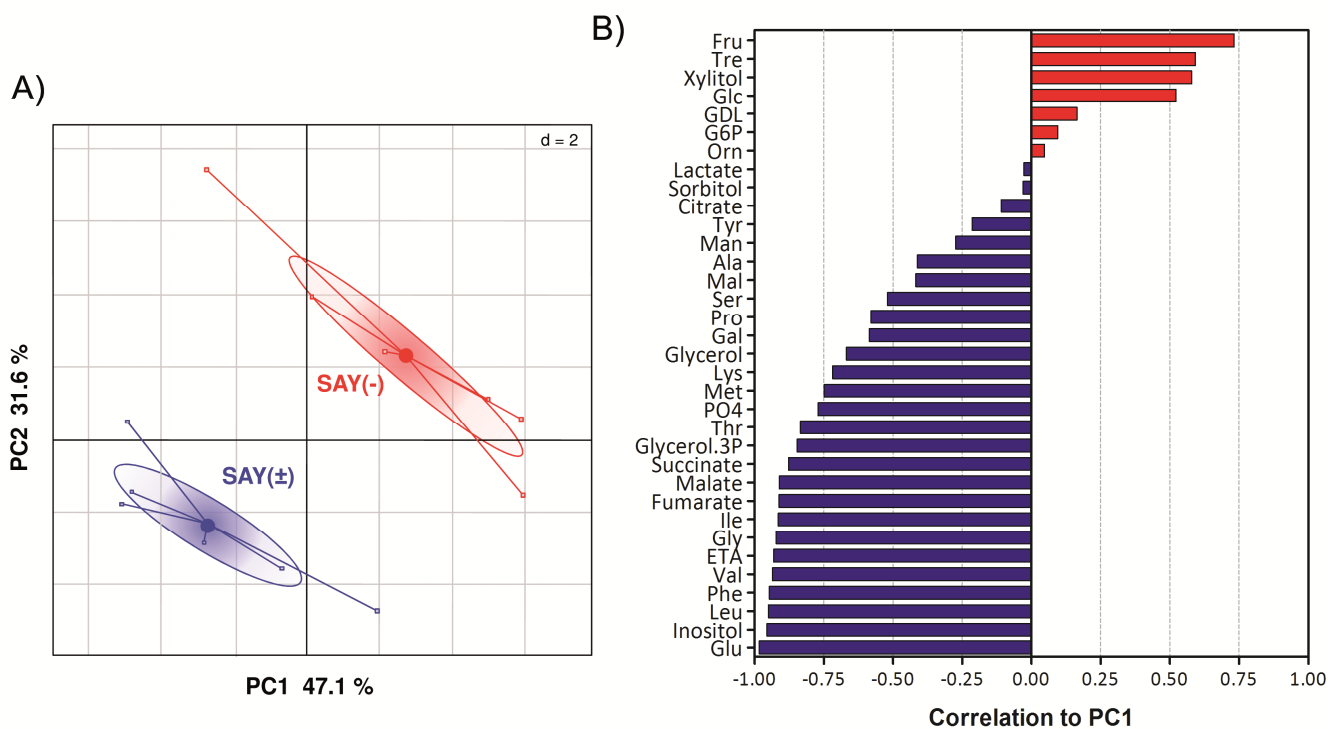 A)
d = 2
SAY(-)
SAY(±)
PC2 31.6 %
PC1 47.1 %
B)
Fru
Tre
Xylitol
Glc
GDL
G6P
Orn
Lactate
Sorbitol
Citrate
Tyr
Man
Ala
Mal
Ser
Pro
Gal
Glycerol
Lys
Met
PO4
Thr
Glycerol.3P
Succinate
Malate
Fumarate
Ile
Gly
ETA
Val
Phe
Leu
Inositol
Glu
-1.00 -0.75 -0.50 -0.25 0.00 0.25 0.50 0.75 1.00
Correlation to PC1